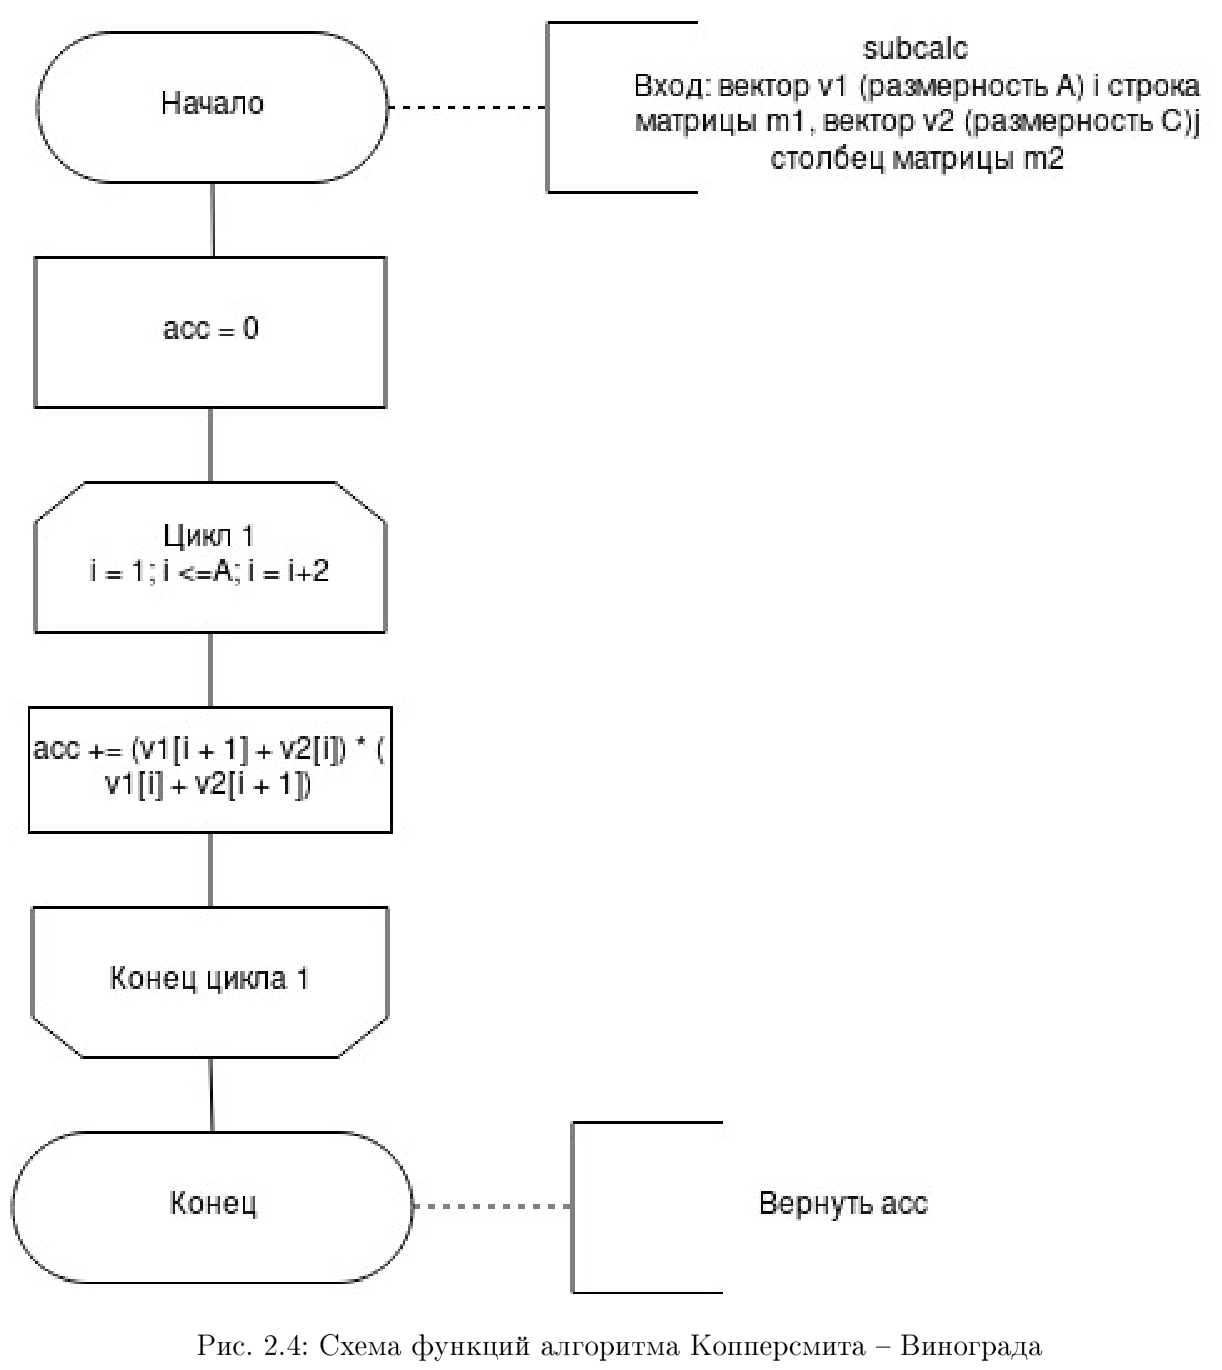 Начало
subcalc
Вход: вектор v1 (размерность A) i строка
матрицы m1, вектор v2 (размерность C)j
столбец матрицы m2
acc = 0
Цикл 1
i = 1; i <=A; i = i+2
acc += (v1[i + 1] + v2[i]) * (
v1[i] + v2[i + 1])
Конец цикла 1
Конец
Вернуть acc
Рис. 2.4: Схема функций алгоритма Копперсмита – Винограда